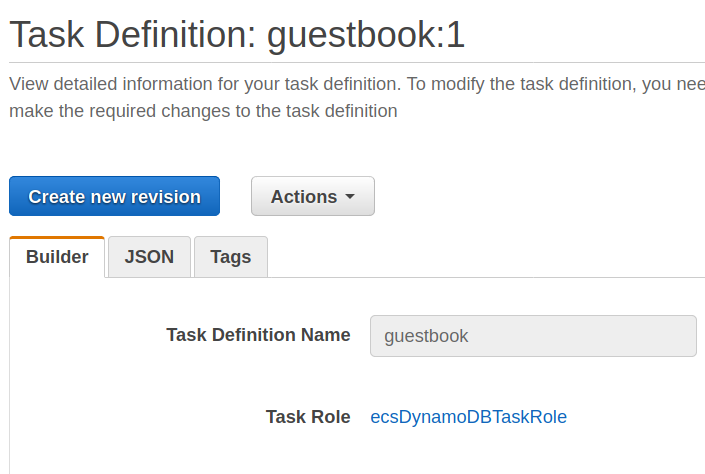 Task Definition: guestbook:1
View detailed information for your task definition. To modify the task definition, you
make the required changes to the task definition
Create new revision Actions
Builder JSON Tags
Task Definition Name guestbook
Task Role ecsDynamoDBTaskRole